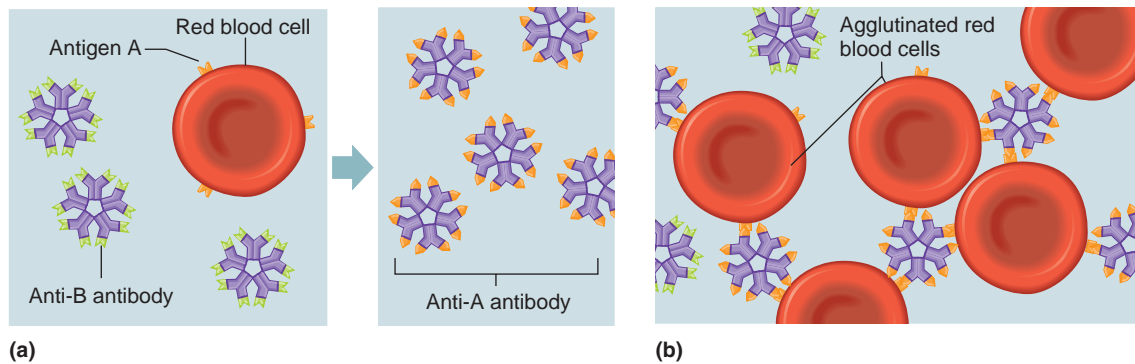 Red blood cell
Antigen A
Anti-B antibody
Anti-A antibody
(a)
Agglutinated red
blood cells
(b)